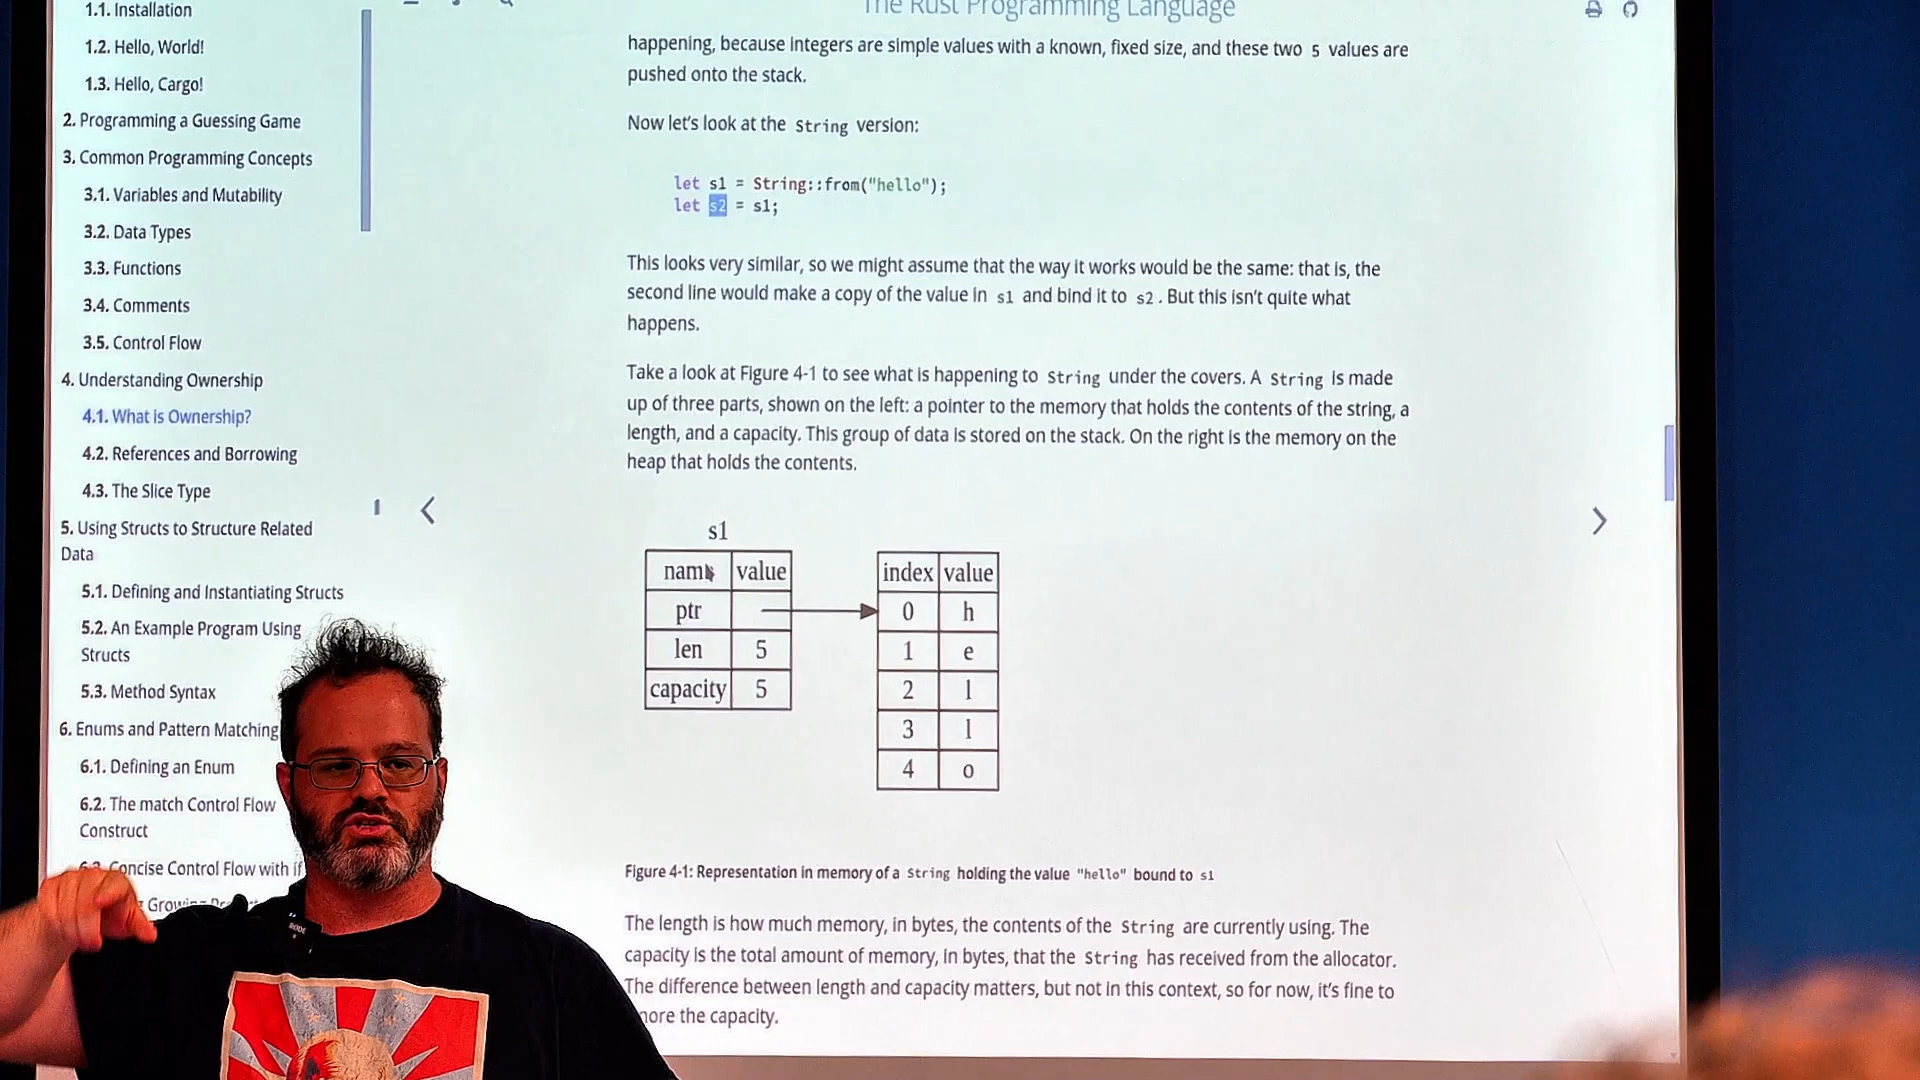 The Rust Programming Language
1.1. Installation
1.2. Hello, World!
1.3. Hello, Cargo!
2. Programming a Guessing Game
3. Common Programming Concepts
3.1. Variables and Mutability
3.2. Data Types
3.3. Functions
3.4. Comments
3.5. Control Flow
4. Understanding Ownership
4.1. What is Ownership?
4.2. References and Borrowing
4.3. The Slice Type
5. Using Structs to Structure Related
Data
5.1. Defining and Instantiating Structs
5.2. An Example Program Using
Structs
5.3. Method Syntax
6. Enums and Pattern Matching
6.1. Defining an Enum
6.2. The match Control Flow
Construct
Concise Control Flow with if
happening, because integers are simple values with a known, fixed size, and these two 5 values are
pushed onto the stack.
Now let's look at the String version:
let s1 = String::from("hello");
let s2 = s1;
This looks very similar, so we might assume that the way it works would be the same: that is, the
second line would make a copy of the value in s1 and bind it to s2. But this isn't quite what
happens.
Take a look at Figure 4-1 to see what is happening to String under the covers. A String is made
up of three parts, shown on the left: a pointer to the memory that holds the contents of the string, a
length, and a capacity. This group of data is stored on the stack. On the right is the memory on the
heap that holds the contents.
s1
name value
ptr
len 5
capacity 5
index value
0 h
1 e
2 l
3 l
4 o
Figure 4-1: Representation in memory of a String holding the value "hello" bound to s1
The length is how much memory, in bytes, the contents of the String are currently using. The
capacity is the total amount of memory, in bytes, that the String has received from the allocator.
The difference between length and capacity matters, but not in this context, so for now, it's fine to
the capacity.
RODE